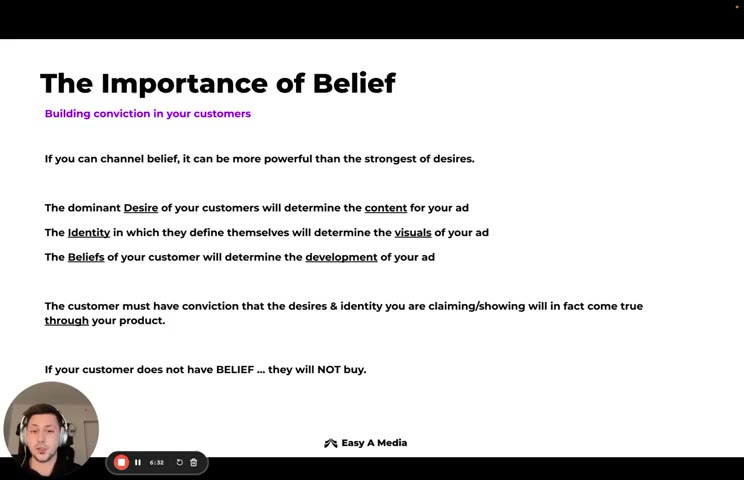 The Importance of Belief
Building conviction in your customers
If you can channel belief, it can be more powerful than the strongest of desires.
The dominant Desire of your customers will determine the content for your ad
The Identity in which they define themselves will determine the visuals of your ad
The Beliefs of your customer will determine the development of your ad
The customer must have conviction that the desires & identity you are claiming/showing will in fact come true
through your product.
If your customer does not have BELIEF ... they will NOT buy.
Easy A Media
6:32